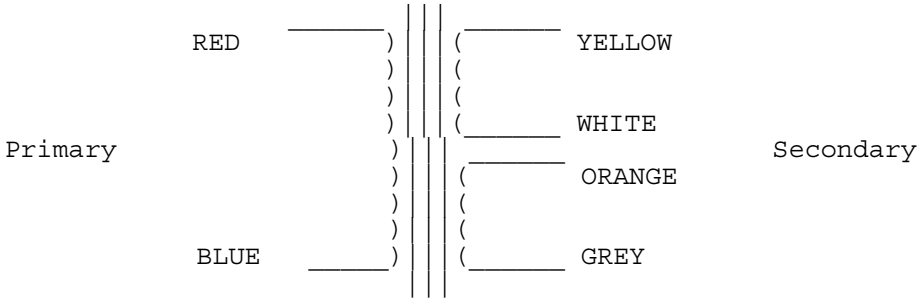 RED YELLOW
WHITE
Primary Secondary
ORANGE
BLUE GREY